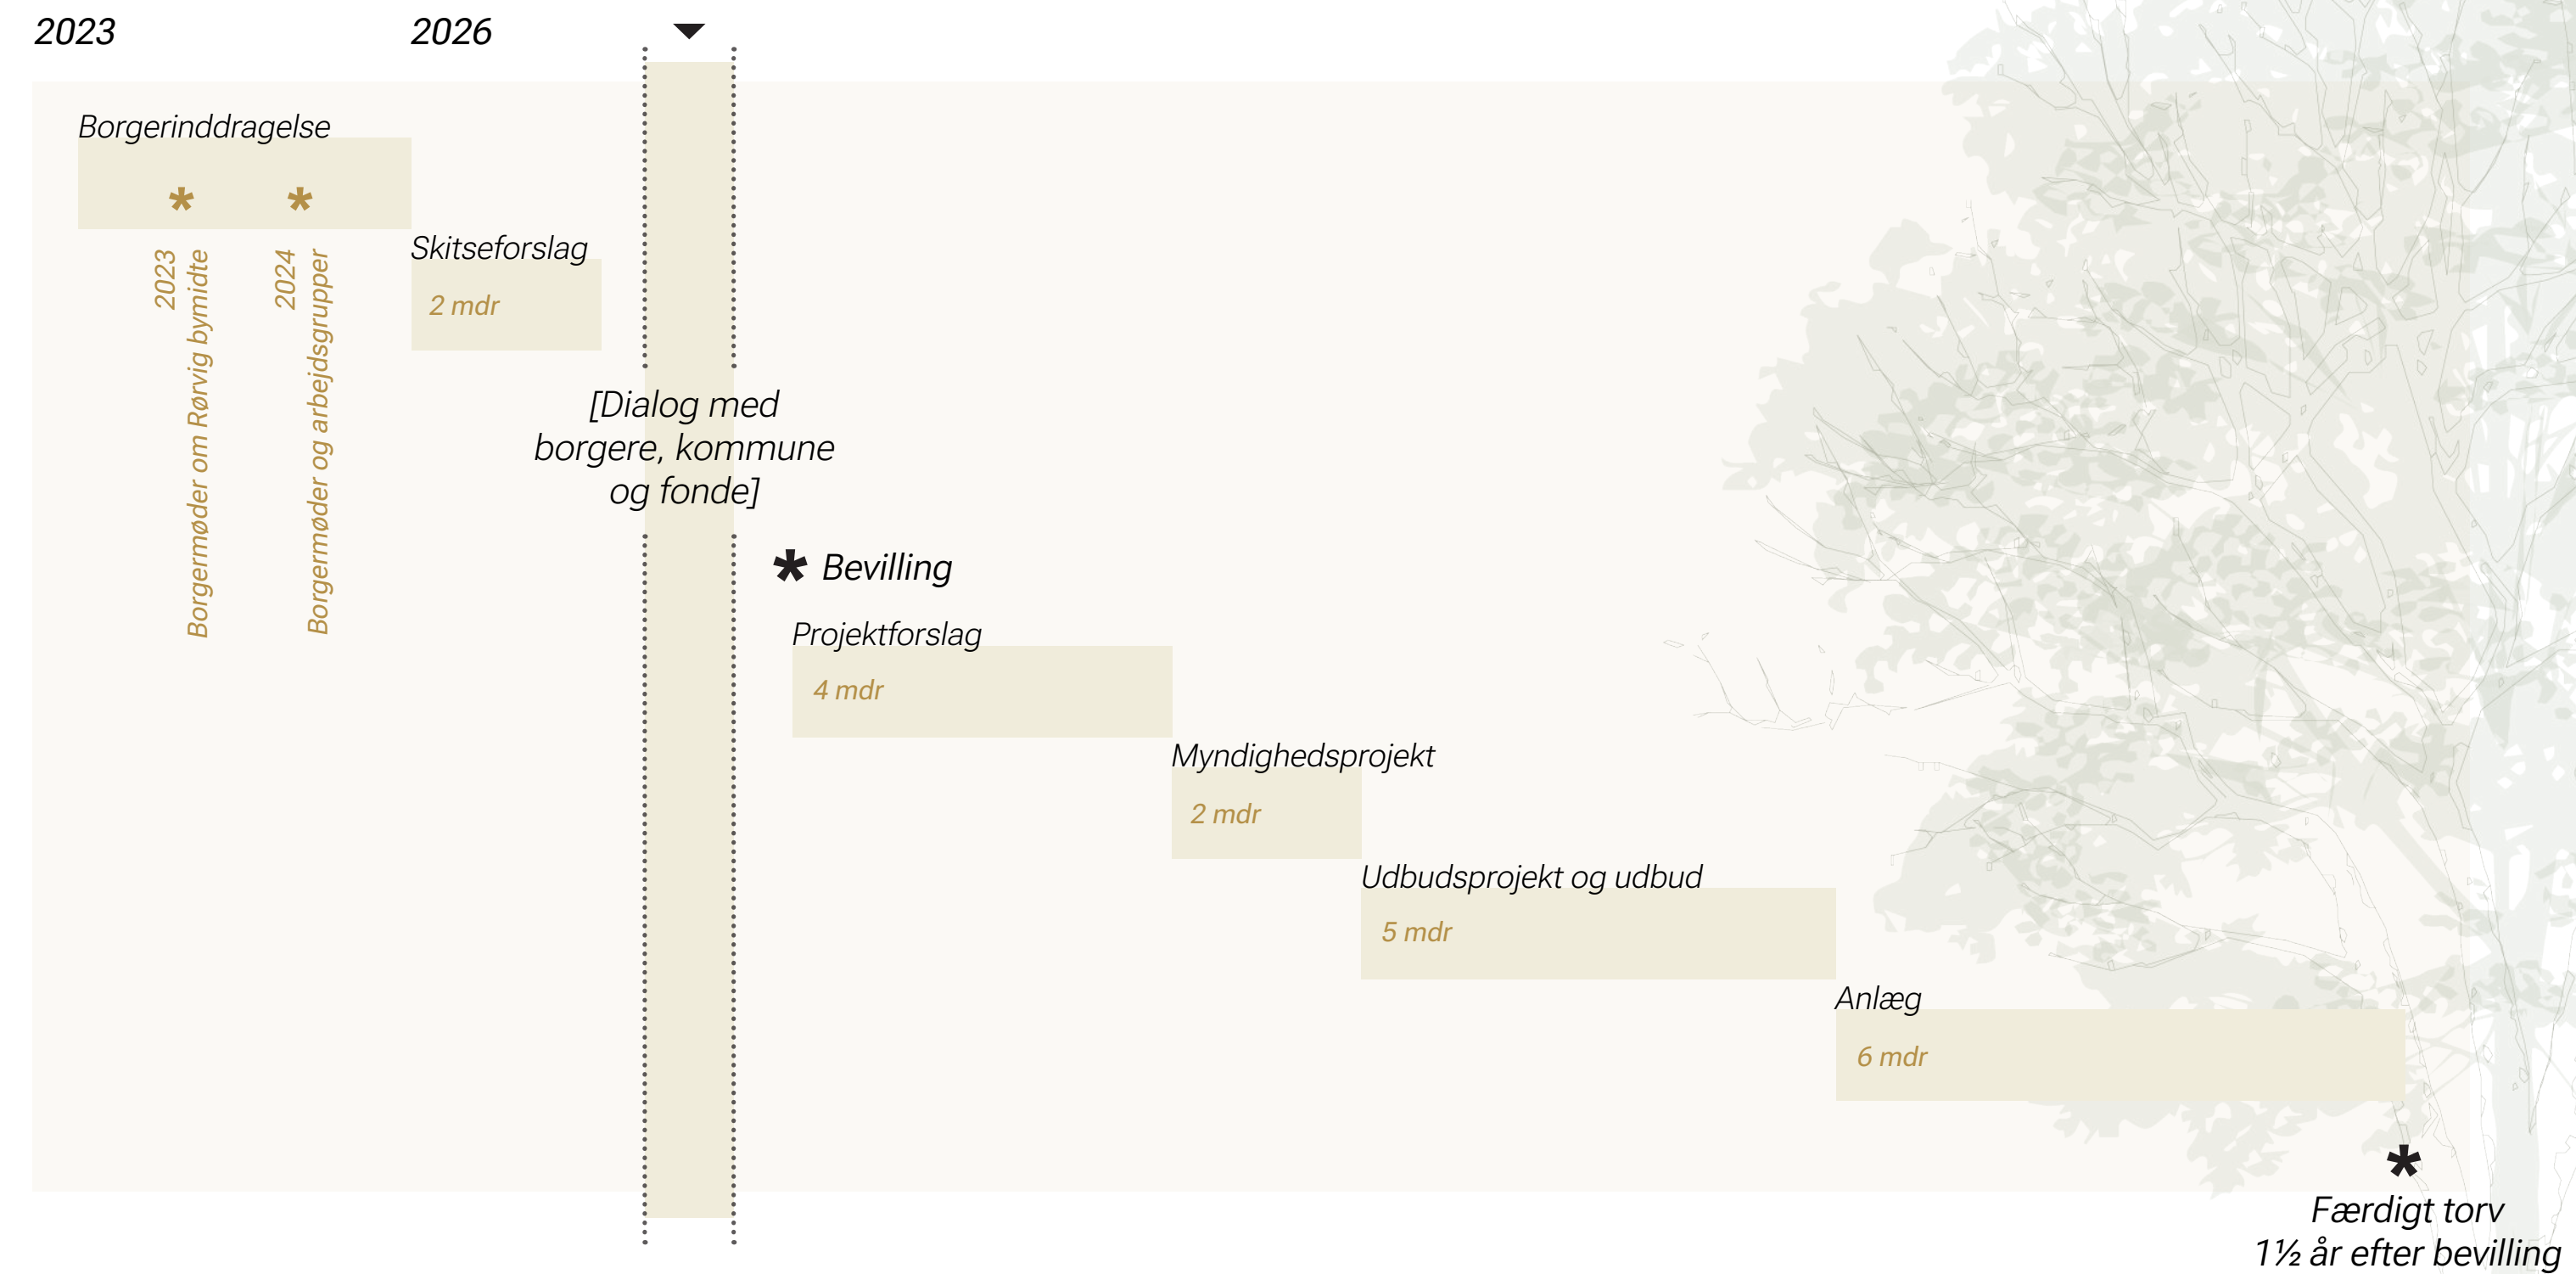 2023
2026
Borgerinddragelse
*
*
2023
Borgermøder om Rørvig bymidte
2024
Borgermøder og arbejdsgrupper
Skitseforslag
2 mdr
[Dialog med
borgere, kommune
og fonde]
* Bevilling
Projektforslag
4 mdr
Myndighedsprojekt
2 mdr
Udbudsprojekt og udbud
5 mdr
Anlæg
6 mdr
*
Færdigt torv
1½ år efter bevilling